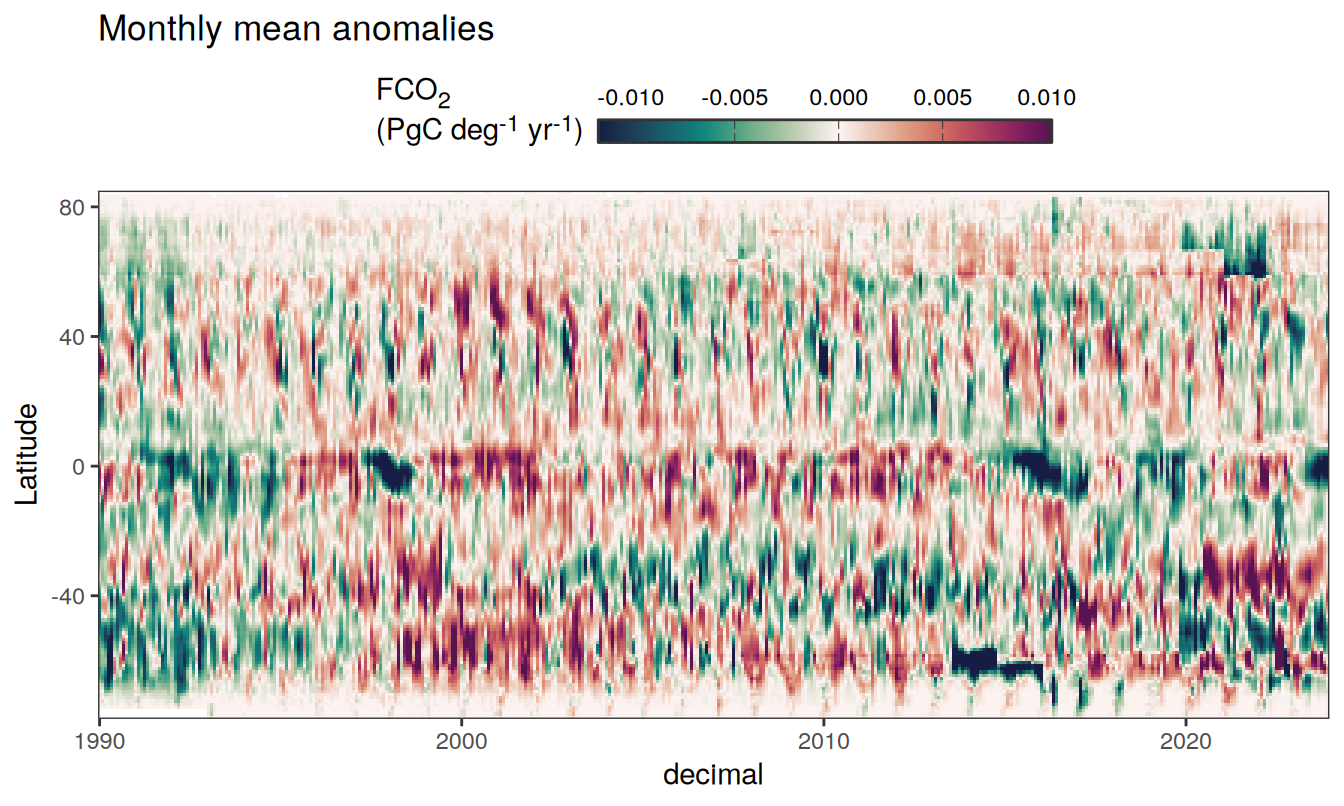 Monthly mean anomalies
FCO₂
(PgC deg⁻¹ yr⁻¹)
-0.010 -0.005 0.000 0.005 0.010
Latitude
80
40
0
-40
1990 2000 2010 2020
decimal